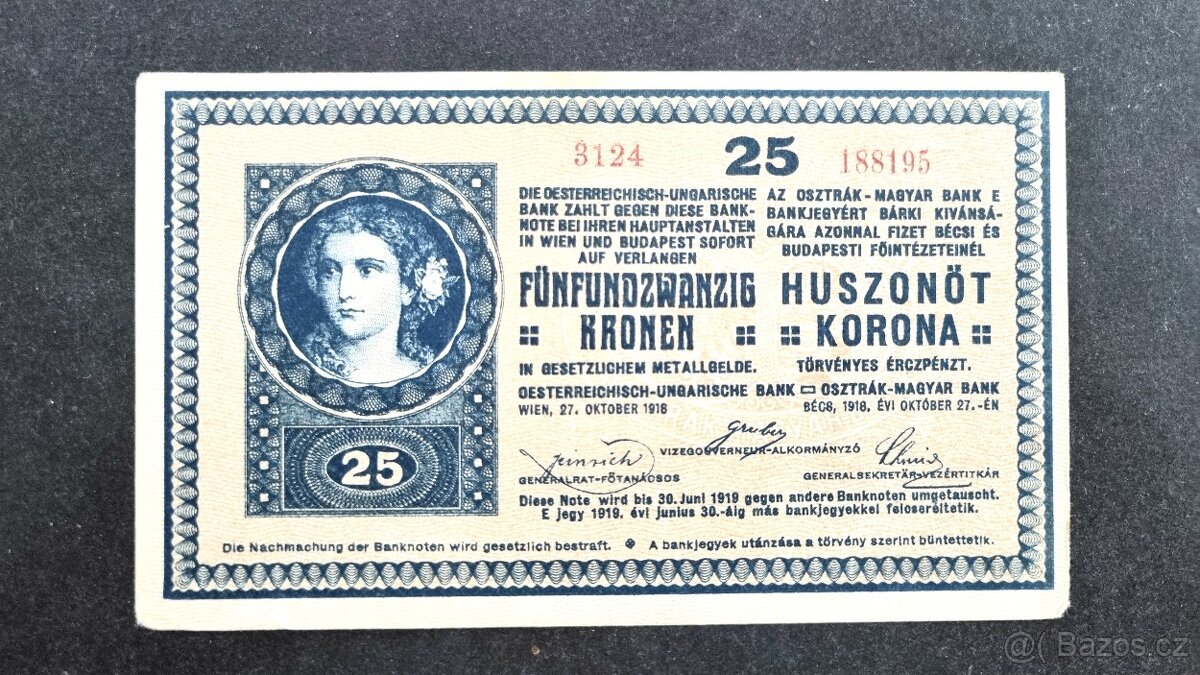 3124 25 188195
DIE OESTERREICHISCH-UNGARISCHE
BANK ZAHLT GEGEN DIESE BANK-
NOTE BEI IHREN HAUPTANSTALTEN
IN WIEN UND BUDAPEST SOFORT
AUF VERLANGEN
FÜNFUNDZWANZIG
KRONEN
IN GESETZLICHEM METALLGELDE.
AZ OSZTRÁK-MAGYAR BANK E
BANKJEGYÉRT BÁRKI KIVÁNSÁ-
GÁRA AZONNAL FIZET BÉCSI ÉS
BUDAPESTI FŐINTÉZETEINÉL
HUSZONÖT
KORONA
TÖRVÉNYES ÉRCZPÉNZT.
OESTERREICHISCH-UNGARISCHE BANK OSZTRÁK-MAGYAR BANK
WIEN, 27. OKTOBER 1918 BÉCS, 1918. ÉVI OKTÓBER 27.-ÉN
Gruber
VIZEGOUVERNEUR-ALKORMÁNYZÓ
GENERALRAT-FŐTANÁCSOS
GENERALSEKRETÄR-VEZÉRTITKÁR
Diese Note wird bis 30. Juni 1919 gegen andere Banknoten umgetauscht.
E jegy 1919. évi junius 30.-áig más bankjegyekkel felcseréltetik.
25
Die Nachmachung der Banknoten wird gesetzlich bestraft. A bankjegyek utánzása a törvény szerint büntettetik.
@( Bazos.cz